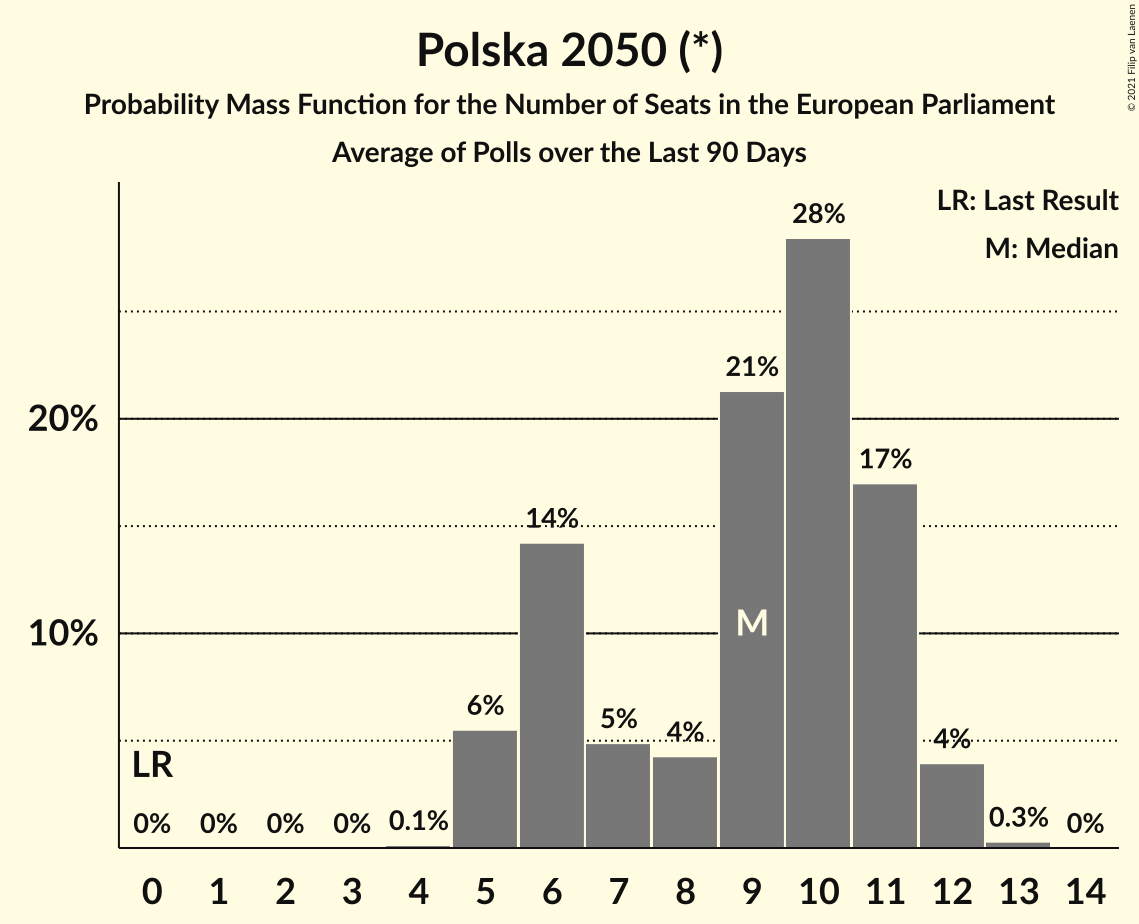 Polska 2050 (*)
Probability Mass Function for the Number of Seats in the European Parliament
Average of Polls over the Last 90 Days
© 2021 Filip van Laenen
LR: Last Result
M: Median
28%
21%
20%
17%
14%
M
10%
6%
5%
4%
4%
LR
0%
0%
0%
0%
0.1%
0.3%
0%
0 1 2 3 4 5 6 7 8 9 10 11 12 13 14